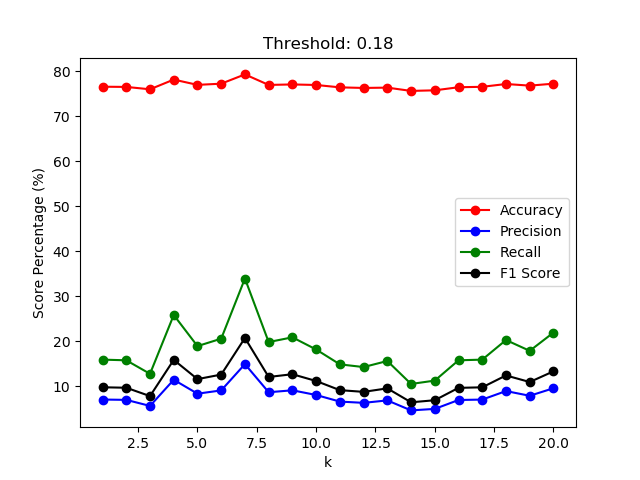 Threshold: 0.18
Score Percentage (%)
80
70
60
50
40
30
20
10
Accuracy
Precision
Recall
F1 Score
2.5 5.0 7.5 10.0 12.5 15.0 17.5 20.0
k